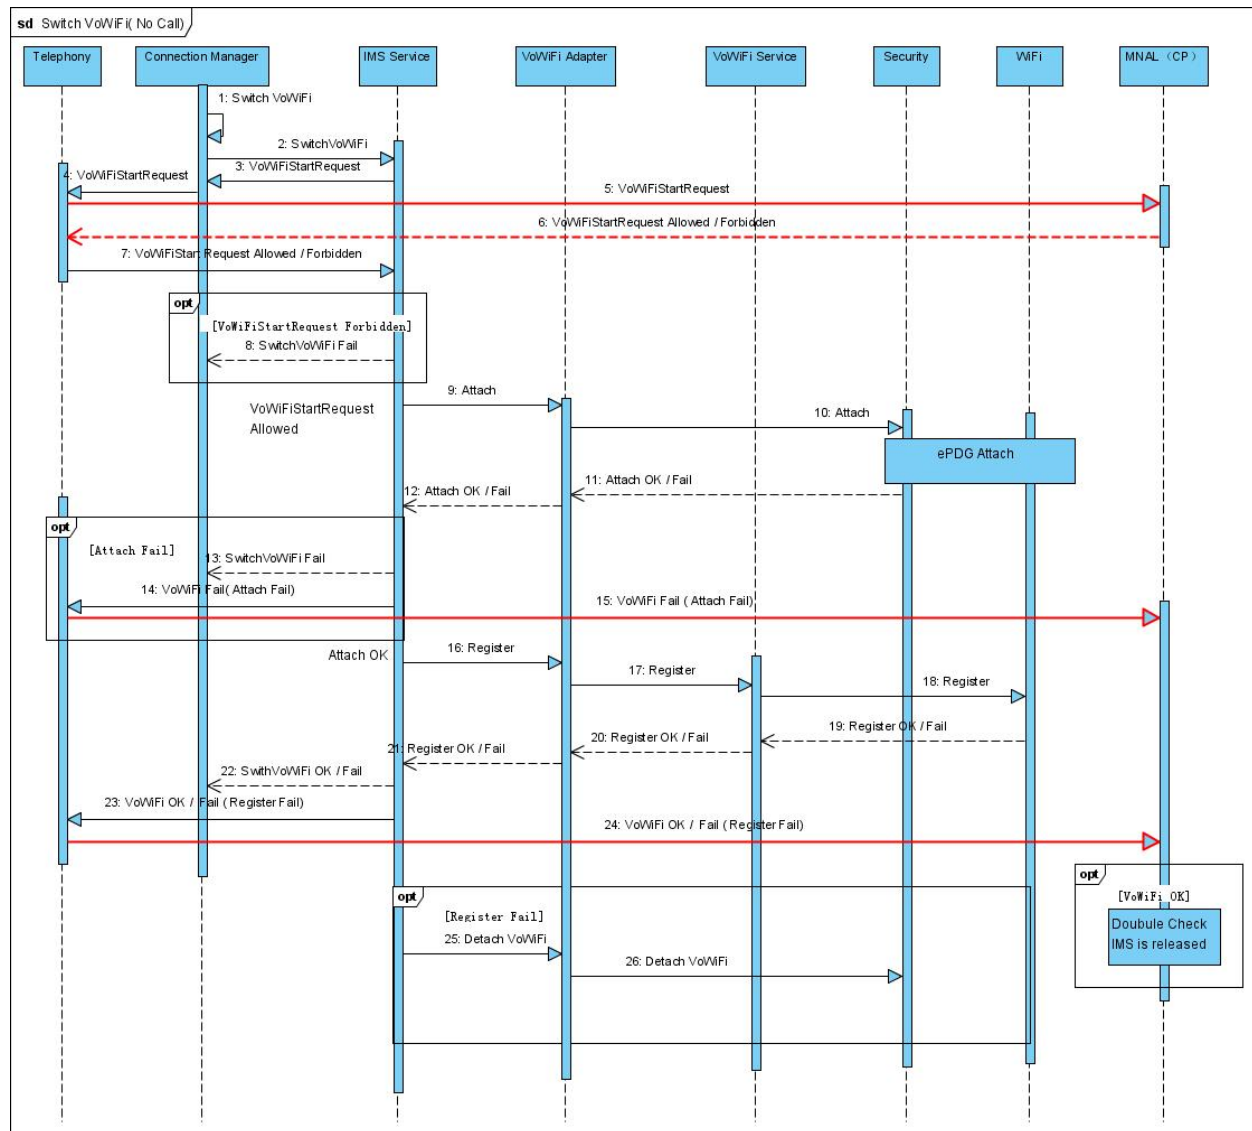 sd Switch VoWiFi( No Call)
Telephony
Connection Manager
IMS Service
VoWiFi Adapter
VoWiFi Service
Security
WiFi
MNAL（CP）
1: Switch VoWiFi
2: SwitchVoWiFi
3: VoWiFiStartRequest
4: VoWiFiStartRequest
5: VoWiFiStartRequest
6: VoWiFiStartRequest Allowed / Forbidden
7: VoWiFiStart Request Allowed / Forbidden
opt
[VoWiFiStartRequest Forbidden]
8: SwitchVoWiFi Fail
9: Attach
VoWiFiStartRequest
Allowed
10: Attach
ePDG Attach
11: Attach OK / Fail
12: Attach OK / Fail
opt
[Attach Fail]
13: SwitchVoWiFi Fail
14: VoWiFi Fail( Attach Fail)
15: VoWiFi Fail ( Attach Fail)
Attach OK
16: Register
17: Register
18: Register
19: Register OK / Fail
20: Register OK / Fail
21: Register OK / Fail
22: SwithVoWiFi OK / Fail
23: VoWiFi OK / Fail ( Register Fail)
24: VoWiFi OK / Fail ( Register Fail)
opt
[VoWiFi OK]
Doubule Check
IMS is released
opt
[Register Fail]
25: Detach VoWiFi
26: Detach VoWiFi